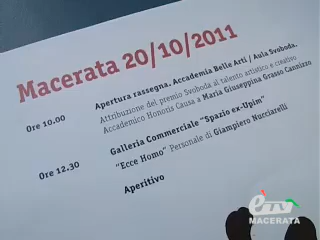 Macerata 20/10/2011
Ore 10.00
Apertura rassegna. Accademia Belle Arti / Aula Svoboda.
Attribuzione del premio Svoboda al talento artistico e creativo
Accademico Honoris Causa a Maria Giuseppina Grasso Cannizzo
Ore 12.30
Galleria Commerciale "Spazio ex-Upim"
"Ecce Homo" Personale di Giampiero Nucciarelli
Aperitivo
etv
MACERATA